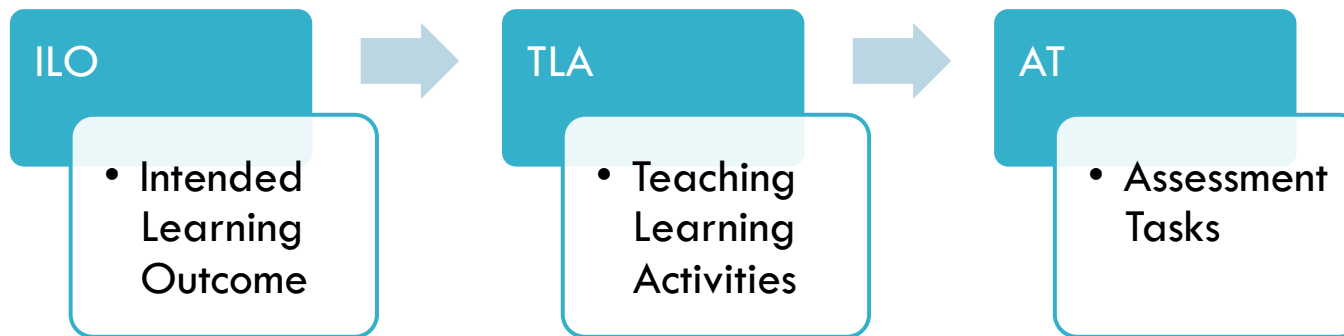 ILO
• Intended
Learning
Outcome
TLA
• Teaching
Learning
Activities
AT
• Assessment
Tasks